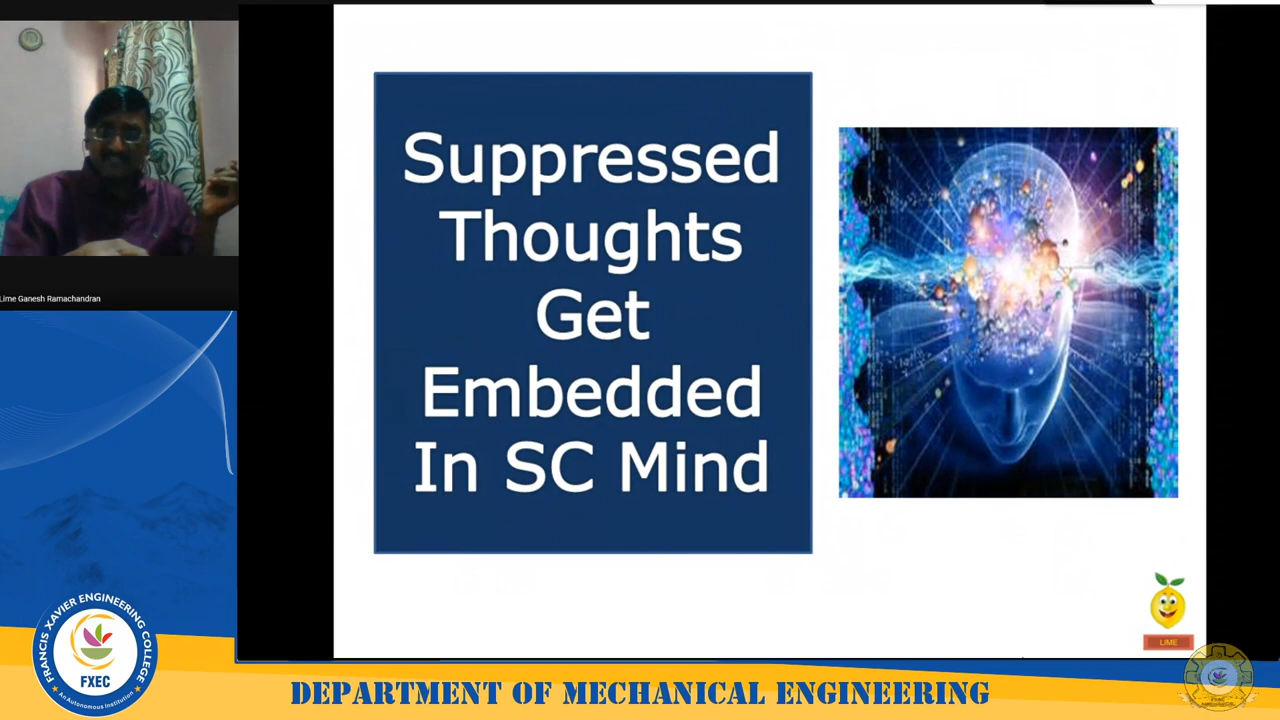 Suppressed
Thoughts
Get
Embedded
In SC Mind
Lime Ganesh Ramachandran
LIME
FRANCIS XAVIER ENGINEERING COLLEGE
FXEC
An Autonomous Institution
DEPARTMENT OF MECHANICAL ENGINEERING